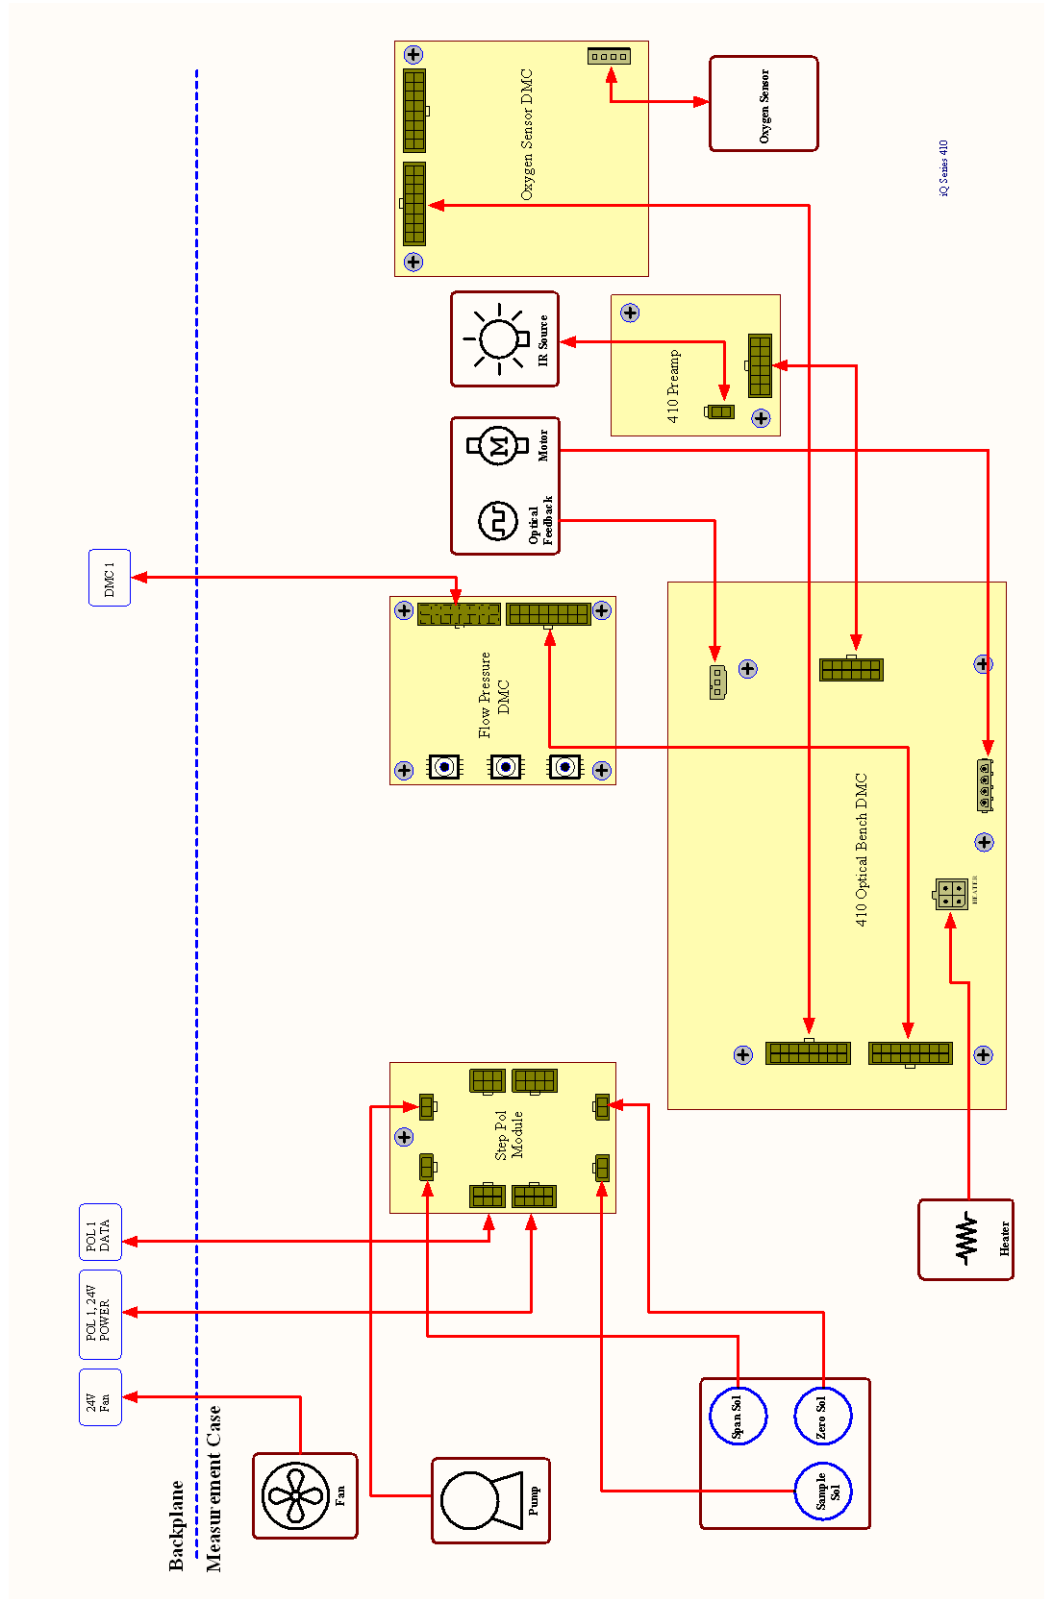 Backplane
Measurement Case
24V
Fan
POL 1, 24V
POWER
POL 1
DATA
DMC 1
Fan
Pump
Step Pol
Module
Flow Pressure
DMC
Optical
Feedback
Motor
IR Source
Oxygen Sensor DMC
410 Preamp
Span Sol
Zero Sol
Sample
Sol
410 Optical Bench DMC
HEATER
Heater
Oxygen Sensor
iQ Series 410
M